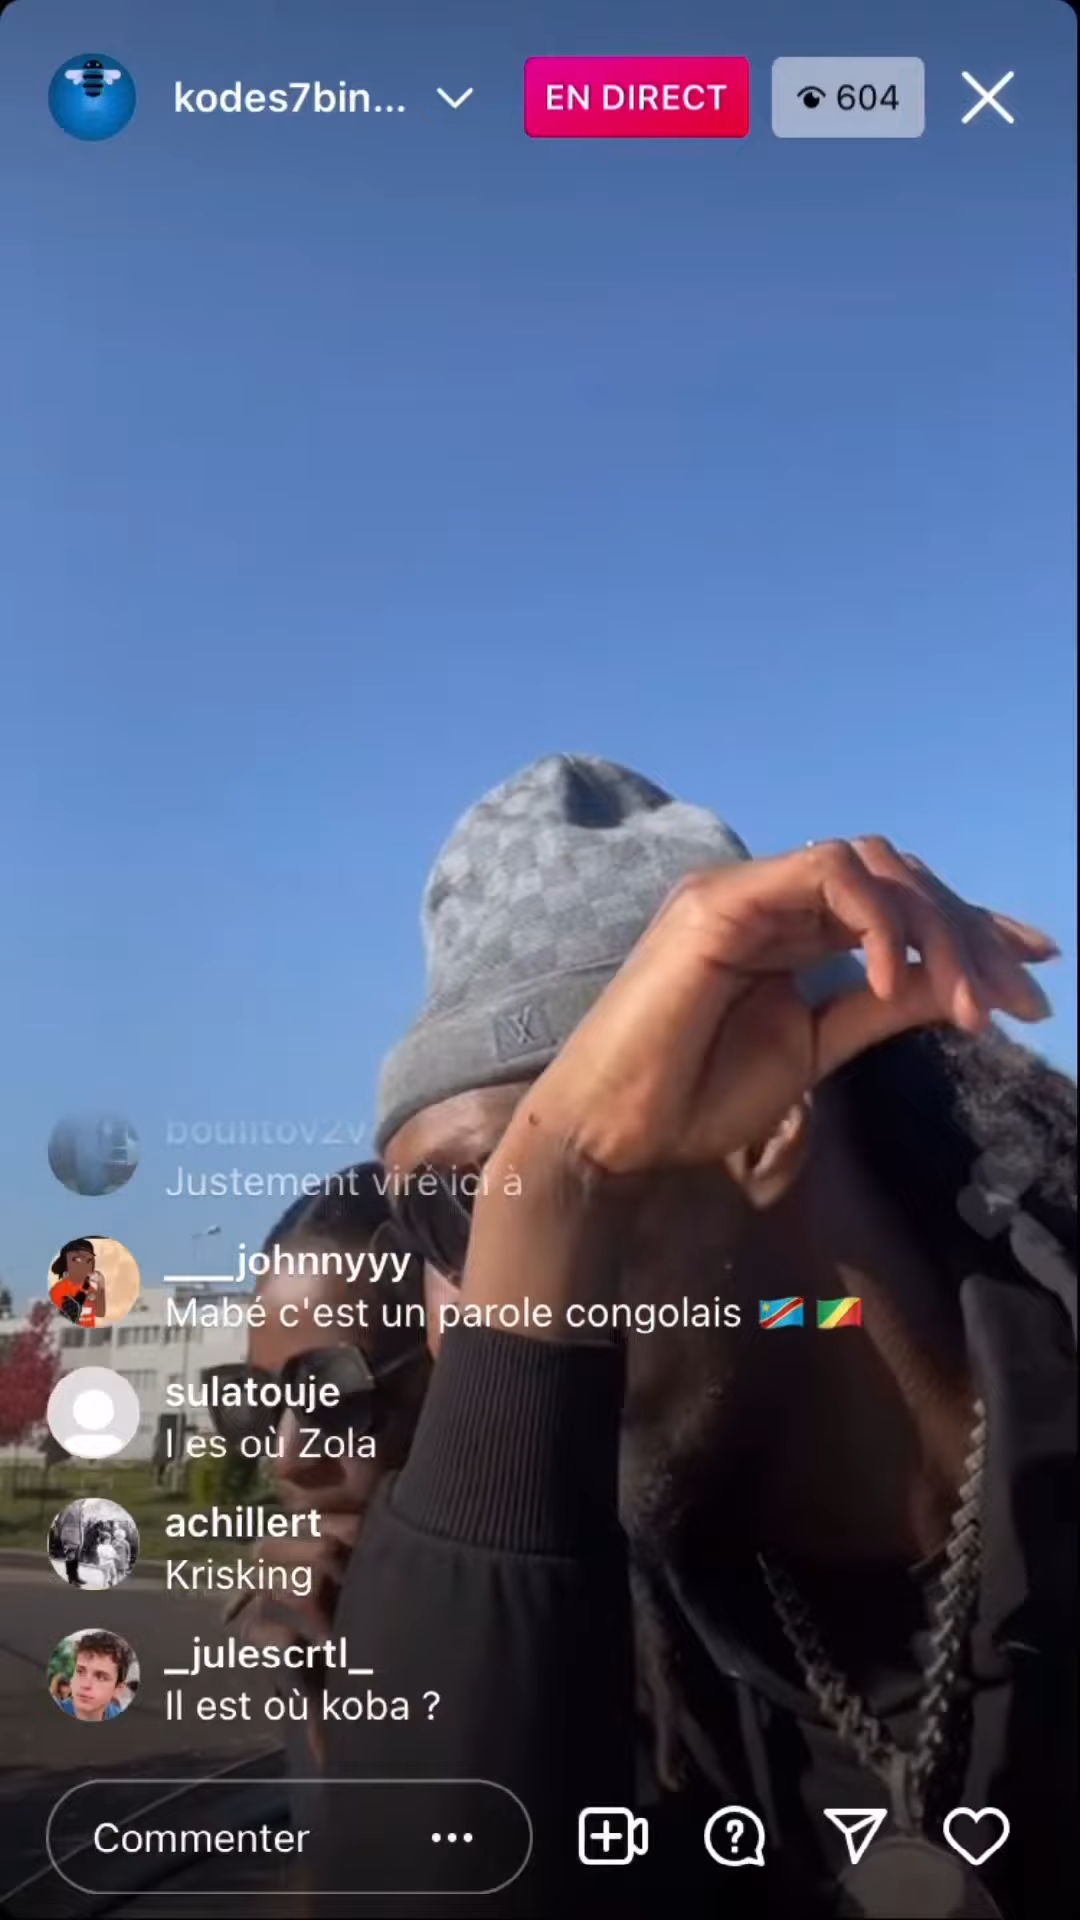 kodes7bin...
EN DIRECT
604
boulitov2v
Justement viré ici à
___johnnyyy
Mabé c'est un parole congolais 🇨🇩 🇨🇬
sulatouje
I es où Zola
achillert
Krisking
_julescrtl_
Il est où koba ?
Commenter